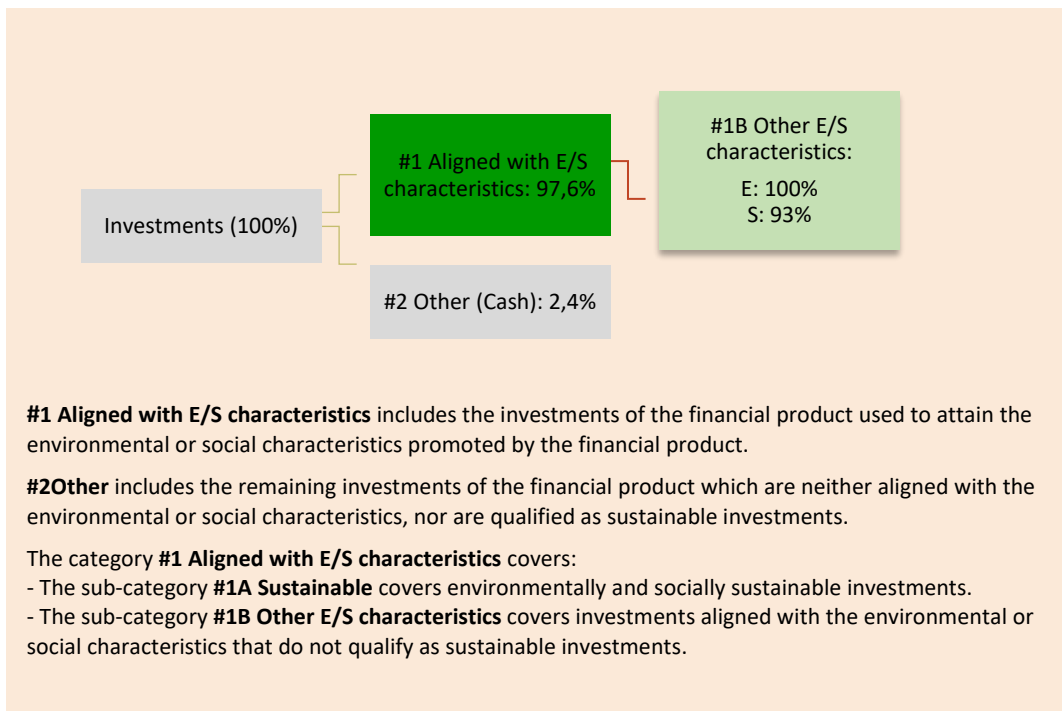 Investments (100%)
#1 Aligned with E/S
characteristics: 97,6%
#2 Other (Cash): 2,4%
#1B Other E/S
characteristics:
E: 100%
S: 93%
#1 Aligned with E/S characteristics includes the investments of the financial product used to attain the
environmental or social characteristics promoted by the financial product.
#2Other includes the remaining investments of the financial product which are neither aligned with the
environmental or social characteristics, nor are qualified as sustainable investments.
The category #1 Aligned with E/S characteristics covers:
- The sub-category #1A Sustainable covers environmentally and socially sustainable investments.
- The sub-category #1B Other E/S characteristics covers investments aligned with the environmental or
social characteristics that do not qualify as sustainable investments.